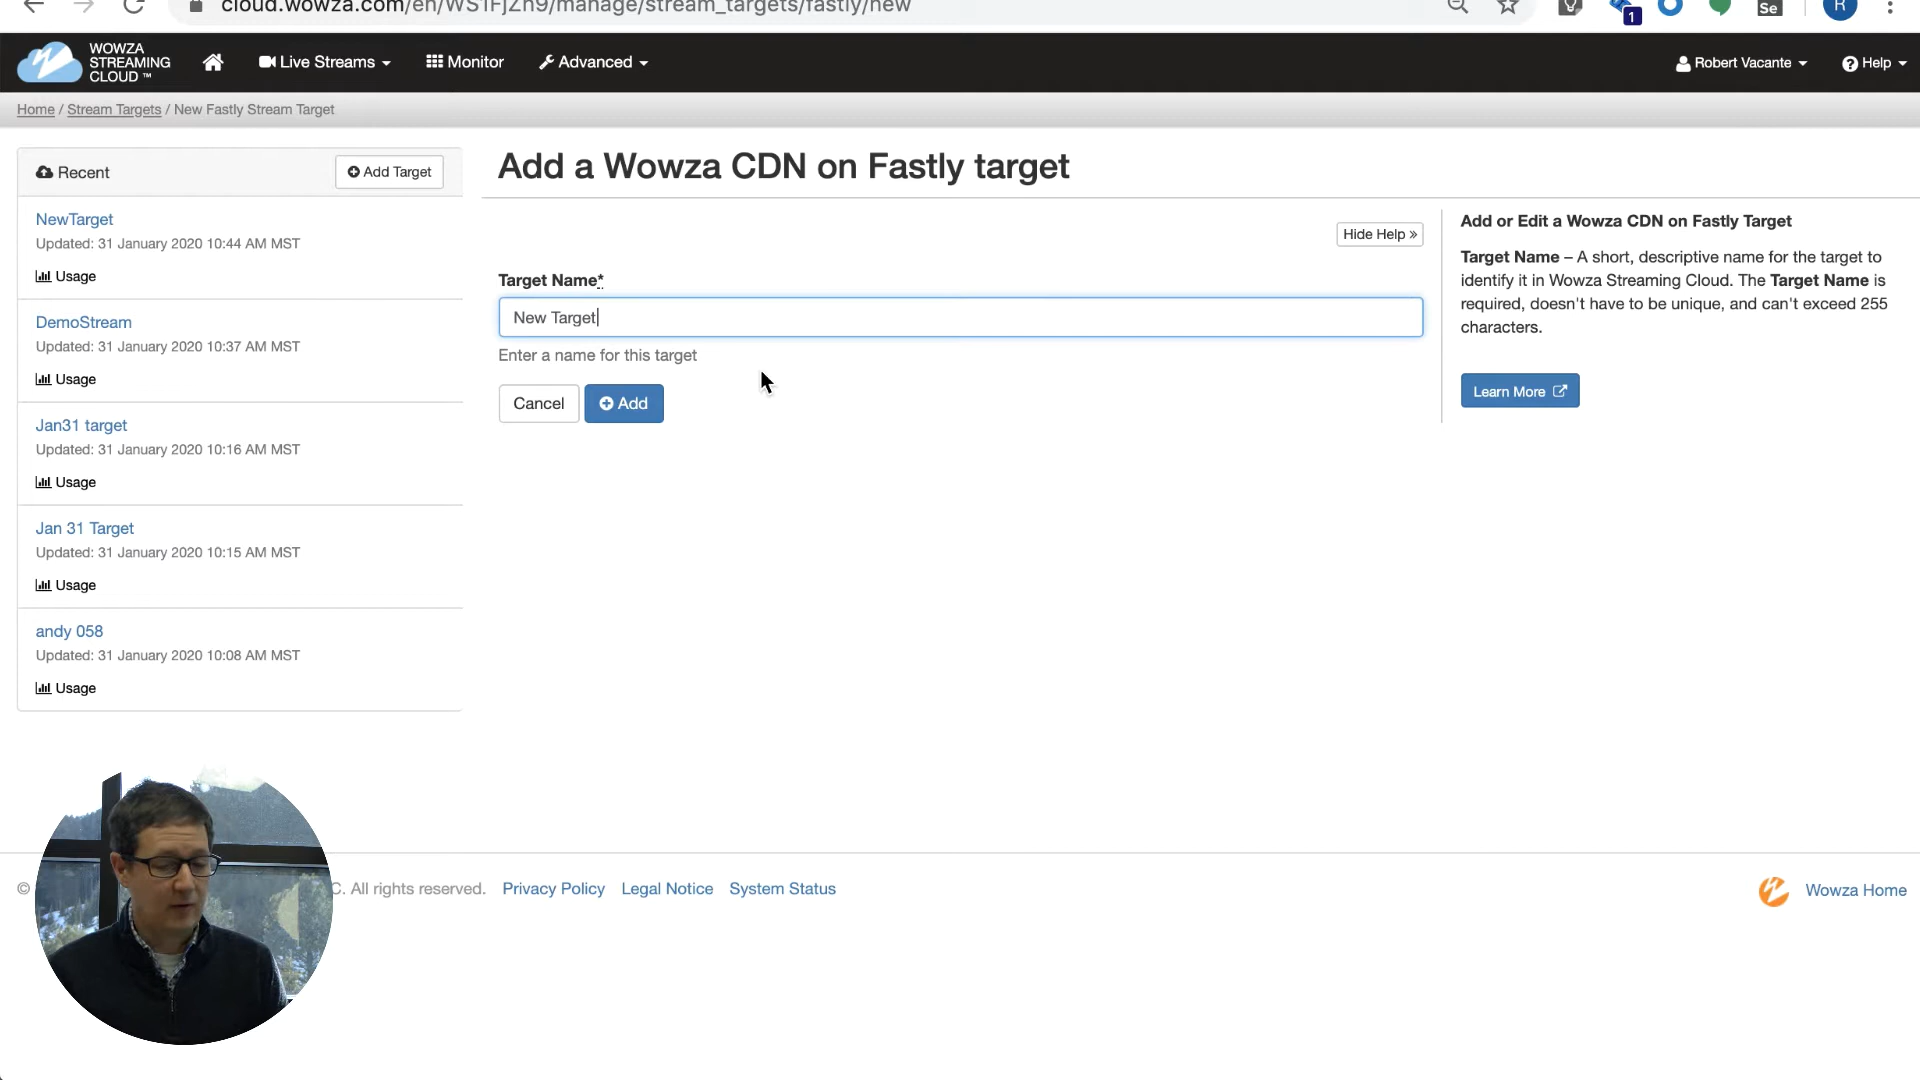 cloud.wowza.com/en/WS1FjZh9/manage/stream_targets/fastly/new
1
R
Se
WOWZA
STREAMING
CLOUD ™
Live Streams
Monitor
Advanced
Robert Vacante
Help
Home / Stream Targets / New Fastly Stream Target
Recent
Add Target
NewTarget
Updated: 31 January 2020 10:44 AM MST
Usage
DemoStream
Updated: 31 January 2020 10:37 AM MST
Usage
Jan31 target
Updated: 31 January 2020 10:16 AM MST
Usage
Jan 31 Target
Updated: 31 January 2020 10:15 AM MST
Usage
andy 058
Updated: 31 January 2020 10:08 AM MST
Usage
Add a Wowza CDN on Fastly target
Hide Help »
Target Name*
New Target
Enter a name for this target
Cancel
Add
Add or Edit a Wowza CDN on Fastly Target
Target Name – A short, descriptive name for the target to
identify it in Wowza Streaming Cloud. The Target Name is
required, doesn't have to be unique, and can't exceed 255
characters.
Learn More
©
C. All rights reserved. Privacy Policy Legal Notice System Status
Wowza Home